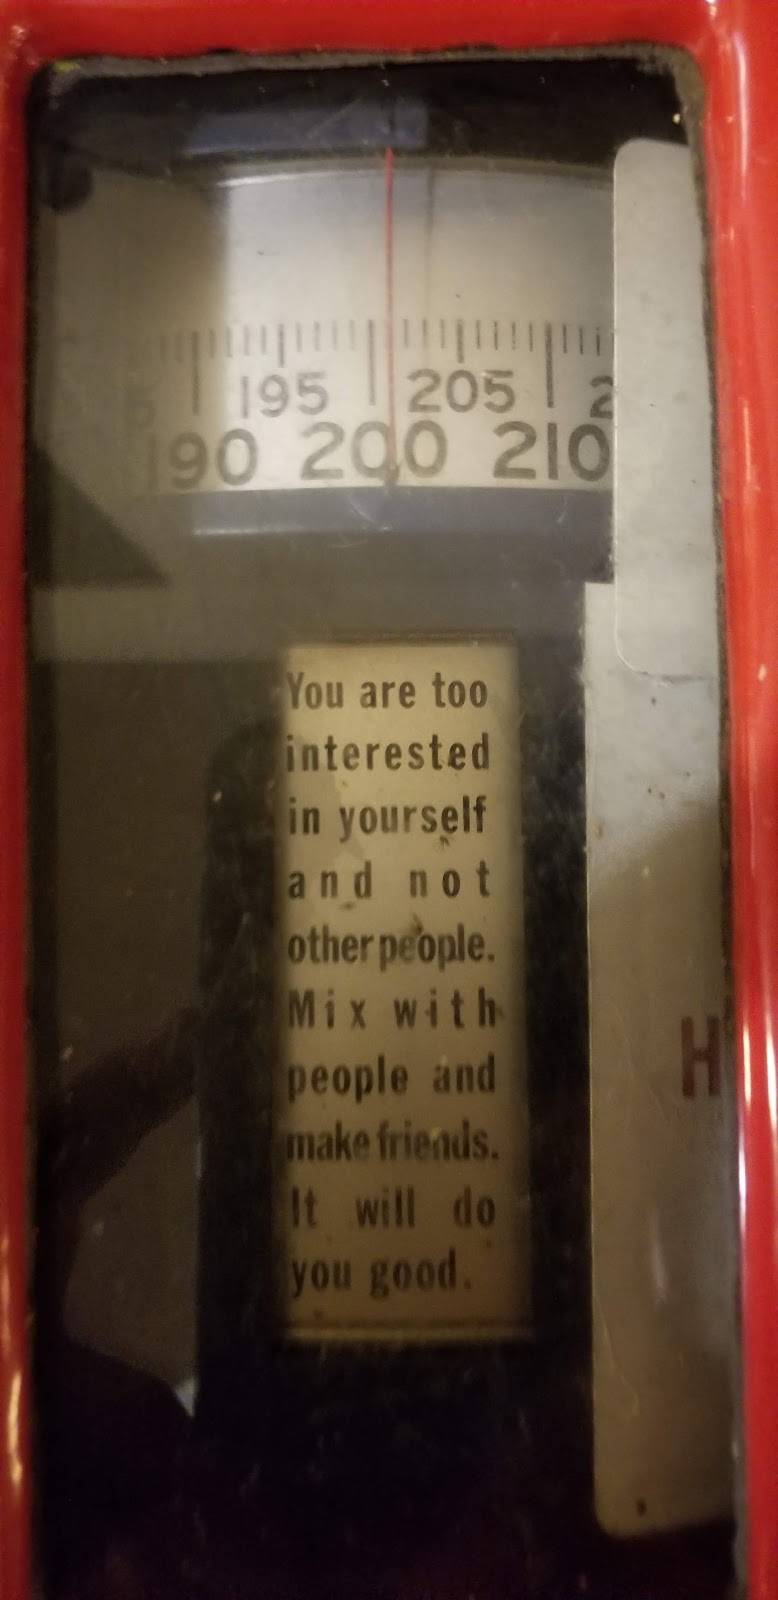 195 205
190 200 210
You are too
interested
in yourself
and not
other people.
Mix with
people and
make friends.
It will do
you good.
H